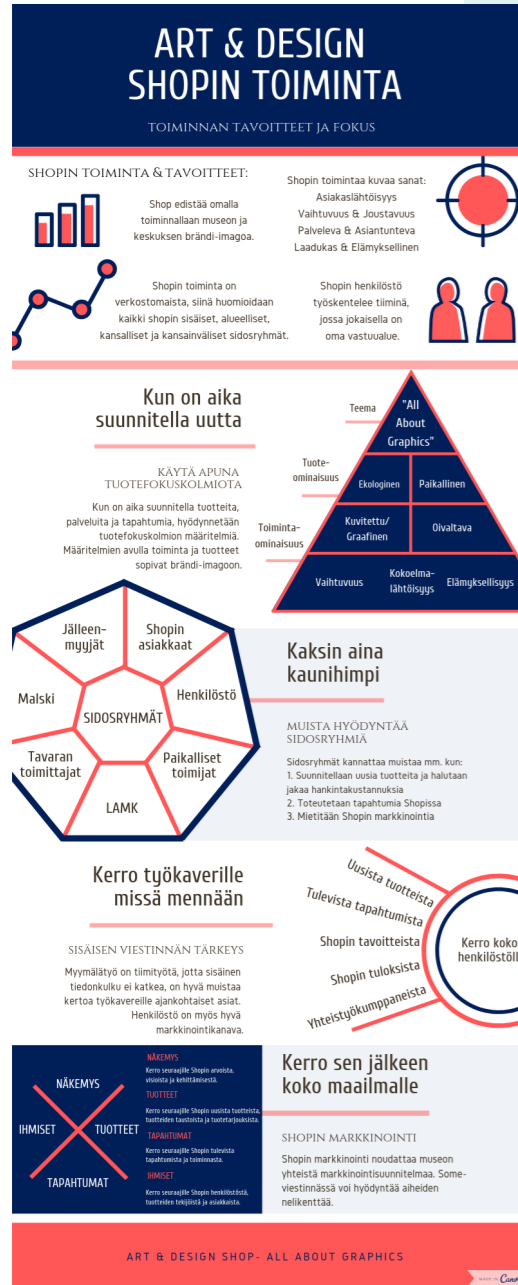 ART & DESIGN
SHOPIN TOIMINTA
TOIMINNAN TAVOITTEET JA FOKUS
SHOPIN TOIMINTA & TAVOITTEET:
Shop edistää omalla
toiminnallaan museon ja
keskuksen brändi-imagoa.
Shopin toimintaa kuvaa sanat:
Asiakaslähtöisyys
Vaihtuvuus & Joustavuus
Palveleva & Asiantunteva
Laadukas & Elämyksellinen
Shopin toiminta on
verkostomaista, siinä huomioidaan
kaikki shopin sisäiset, alueelliset,
kansalliset ja kansainväliset sidosryhmät.
Shopin henkilöstö
työskentelee tiiminä,
jossa jokaisella on
oma vastuualue.
Kun on aika
suunnitella uutta
KÄYTÄ APUNA
TUOTEFOKUSKOLMIOTA
Kun on aika suunnitella tuotteita,
palveluita ja tapahtumia, hyödynnetään
tuotefokuskolmion määritelmiä.
Määritelmien avulla toiminta ja tuotteet
sopivat brändi-imagoon.
Teema
"All
About
Graphics"
Tuote-
ominaisuus
Ekologinen
Paikallinen
Toiminta-
ominaisuus
Kuvitettu/
Graafinen
Oivaltava
Vaihtuvuus
Kokoelma-
lähtöisyys
Elämyksellisyys
Jälleen-
myyjät
Shopin
asiakkaat
Malski
SIDOSRYHMÄT
Henkilöstö
Tavaran
toimittajat
Paikalliset
toimijat
LAMK
Kaksin aina
kaunihimpi
MUISTA HYÖDYNTÄÄ
SIDOSRYHMIÄ
Sidosryhmät kannattaa muistaa mm. kun:
1. Suunnitellaan uusia tuotteita ja halutaan
jakaa hankintakustannuksia
2. Toteutetaan tapahtumia Shopissa
3. Mietitään Shopin markkinointia
Kerro työkaverille
missä mennään
SISÄISEN VIESTINNÄN TÄRKEYS
Myymälätyö on tiimityötä, jotta sisäinen
tiedonkulku ei katkea, on hyvä muistaa
kertoa työkavereille ajankohtaiset asiat.
Henkilöstö on myös hyvä
markkinointikanava.
Uusista tuotteista
Tulevista tapahtumista
Shopin tavoitteista
Shopin tuloksista
Yhteistyökumppaneista
Kerro koko
henkilöstöll
NÄKEMYS
IHMISET
TUOTTEET
TAPAHTUMAT
NÄKEMYS
Kerro seuraajille Shopin arvoista,
visioista ja kehittämisestä.
TUOTTEET
Kerro seuraajille Shopin uusista tuotteista,
tuotteiden taustoista ja tuotetarjouksista.
TAPAHTUMAT
Kerro seuraajille Shopin tulevista
tapahtumista ja toiminnasta.
IHMISET
Kerro seuraajille Shopin henkilöstöstä,
tuotteiden tekijöistä ja asiakkaista.
Kerro sen jälkeen
koko maailmalle
SHOPIN MARKKINOINTI
Shopin markkinointi noudattaa museon
yhteistä markkinointisuunnitelmaa. Some-
viestinnässä voi hyödyntää aiheiden
nelikenttää.
ART & DESIGN SHOP- ALL ABOUT GRAPHICS
MADE IN